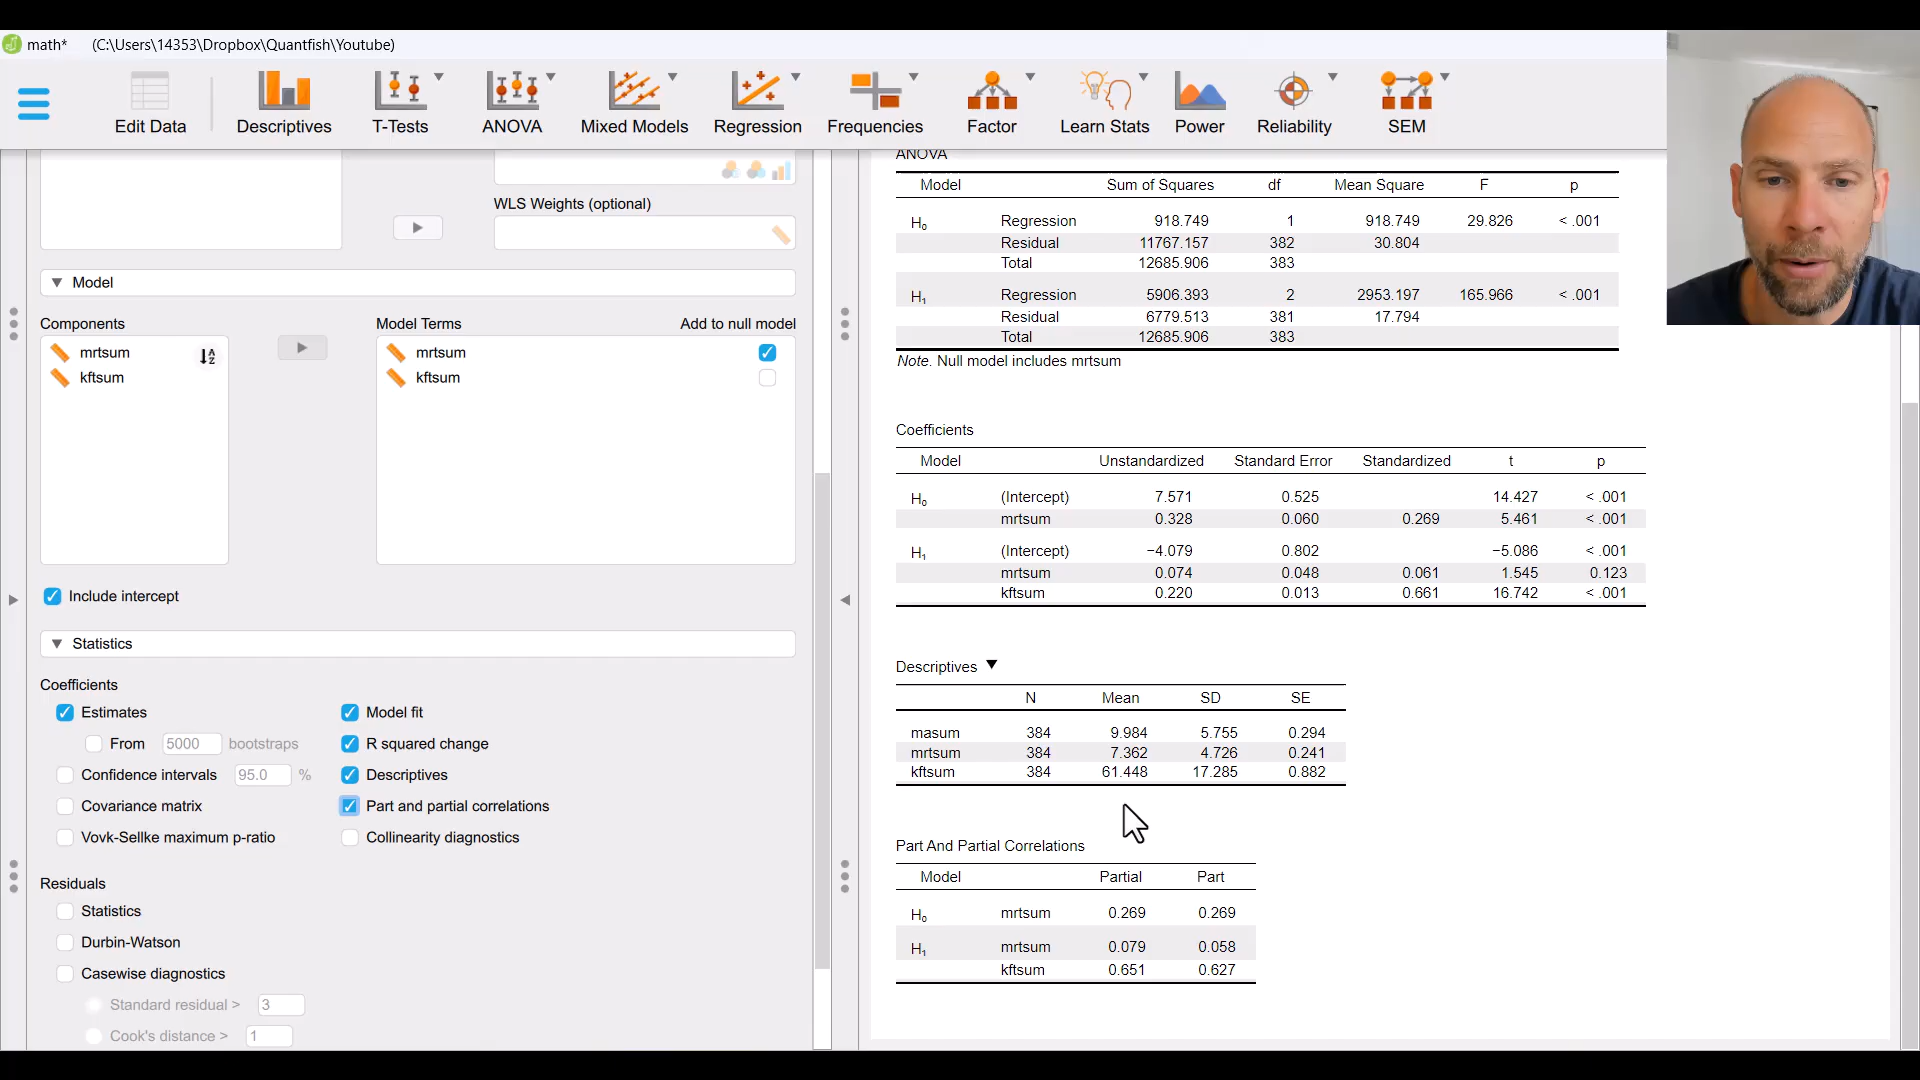 math* (C:\Users\14353\Dropbox\Quantfish\Youtube)
Edit Data Descriptives T-Tests ANOVA Mixed Models Regression Frequencies Factor Learn Stats Power Reliability SEM
WLS Weights (optional)
Model
Components Model Terms Add to null model
mrtsum mrtsum
kftsum kftsum
Include intercept
Statistics
Coefficients
Estimates Model fit
From 5000 bootstraps R squared change
Confidence intervals 95.0 % Descriptives
Covariance matrix Part and partial correlations
Vovk-Sellke maximum p-ratio Collinearity diagnostics
Residuals
Statistics
Durbin-Watson
Casewise diagnostics
Standard residual > 3
Cook's distance > 1
ANOVA
Model Sum of Squares df Mean Square F p
H₀ Regression 918.749 1 918.749 29.826 < .001
Residual 11767.157 382 30.804
Total 12685.906 383
H₁ Regression 5906.393 2 2953.197 165.966 < .001
Residual 6779.513 381 17.794
Total 12685.906 383
Note. Null model includes mrtsum
Coefficients
Model Unstandardized Standard Error Standardized t p
H₀ (Intercept) 7.571 0.525 14.427 < .001
mrtsum 0.328 0.060 0.269 5.461 < .001
H₁ (Intercept) −4.079 0.802 −5.086 < .001
mrtsum 0.074 0.048 0.061 1.545 0.123
kftsum 0.220 0.013 0.661 16.742 < .001
Descriptives
N Mean SD SE
masum 384 9.984 5.755 0.294
mrtsum 384 7.362 4.726 0.241
kftsum 384 61.448 17.285 0.882
Part And Partial Correlations
Model Partial Part
H₀ mrtsum 0.269 0.269
H₁ mrtsum 0.079 0.058
kftsum 0.651 0.627